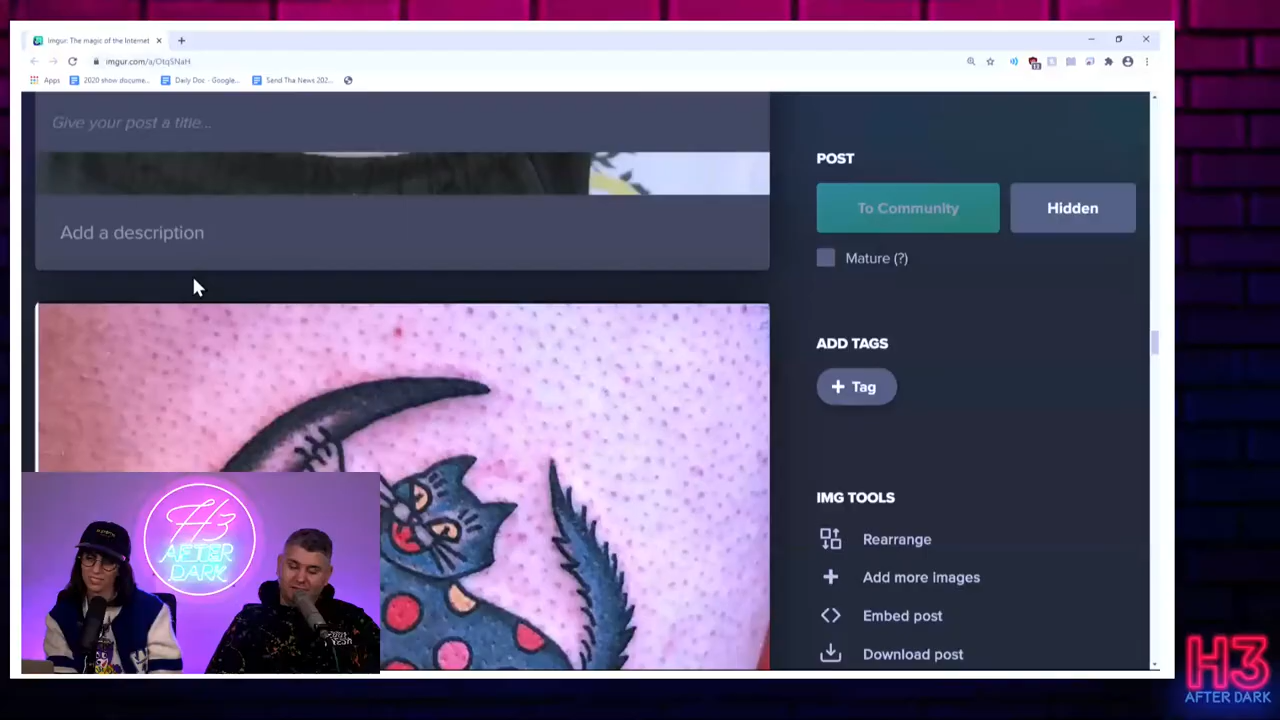 Imgur: The magic of the Internet
imgur.com/a/OtqSNaH
Apps
2020 show docume...
Daily Doc - Google...
Send Tha News 202...
Give your post a title...
Add a description
POST
To Community
Hidden
Mature (?)
ADD TAGS
+ Tag
IMG TOOLS
Rearrange
Add more images
Embed post
Download post
H3
AFTER
DARK
H3
AFTER DARK